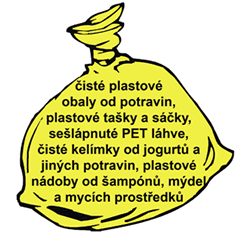 čisté plastové
obaly od potravin,
plastové tašky a sáčky,
sešlápnuté PET láhve,
čisté kelímky od jogurtů a
jiných potravin, plastové
nádoby od šampónů, mýdel
a mycích prostředků